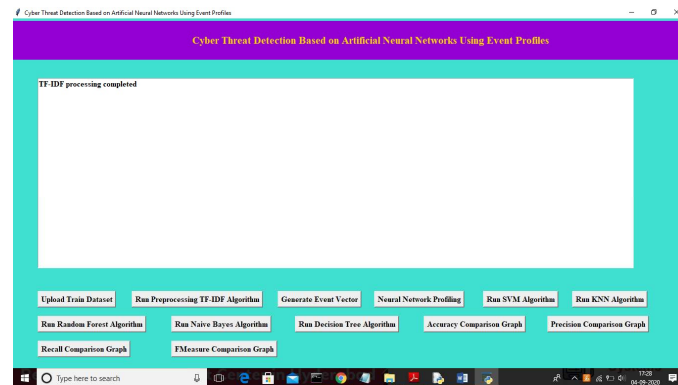 Cyber Threat Detection Based on Artificial Neural Networks Using Event Profiles
Cyber Threat Detection Based on Artificial Neural Networks Using Event Profiles
TF-IDF processing completed
Upload Train Dataset Run Preprocessing TF-IDF Algorithm Generate Event Vector Neural Network Profiling Run SVM Algorithm Run KNN Algorithm
Run Random Forest Algorithm Run Naive Bayes Algorithm Run Decision Tree Algorithm Accuracy Comparison Graph Precision Comparison Graph
Recall Comparison Graph FMeasure Comparison Graph
Type here to search
17:28
04-09-2020